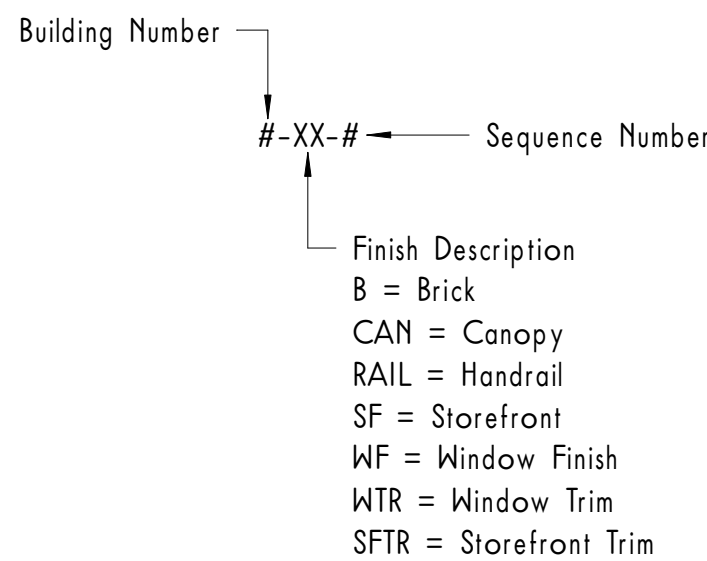 Building Number
#-XX-#
Sequence Number
Finish Description
B = Brick
CAN = Canopy
RAIL = Handrail
SF = Storefront
WF = Window Finish
WTR = Window Trim
SFTR = Storefront Trim